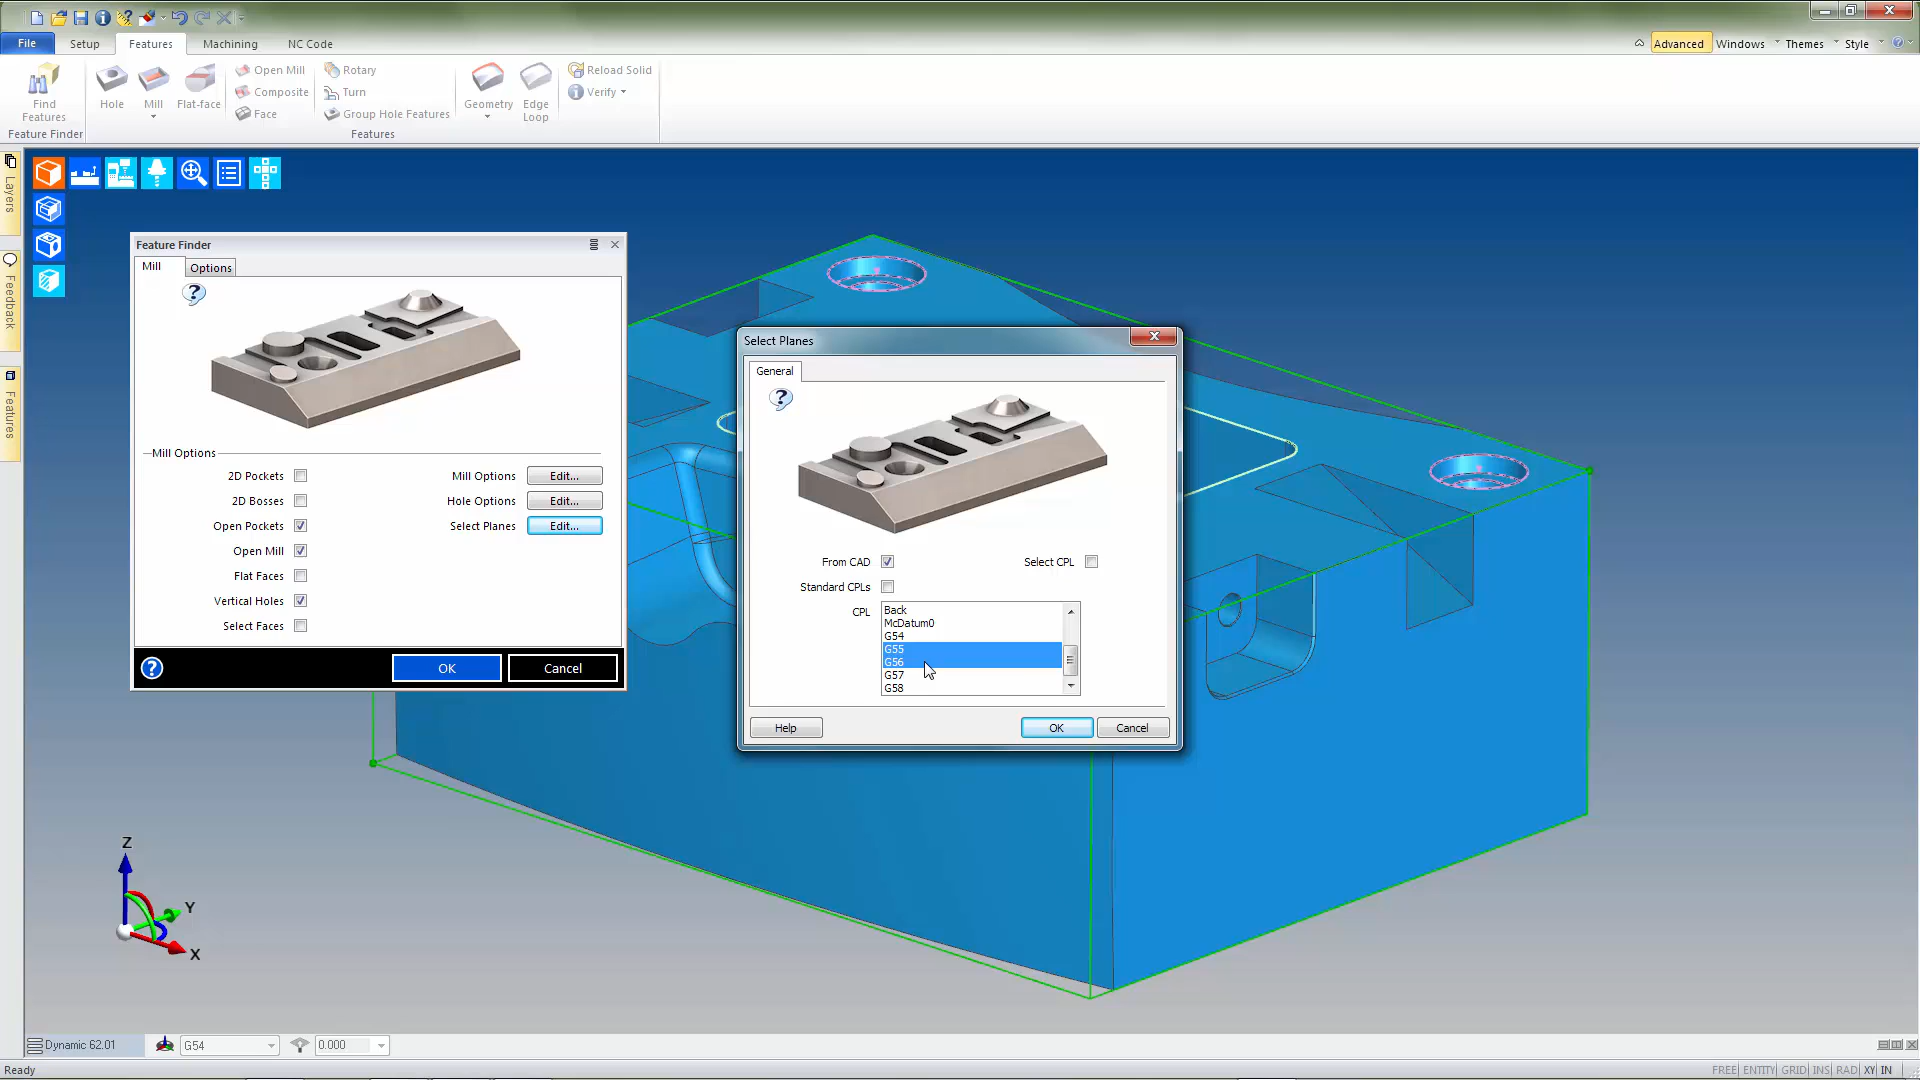 File
Setup
Features
Machining
NC Code
Advanced
Windows
Themes
Style
Find
Features
Hole
Mill
Flat-face
Open Mill
Composite
Face
Rotary
Turn
Group Hole Features
Geometry
Edge
Loop
Reload Solid
Verify
Feature Finder
Features
Layers
Feedback
Features
Feature Finder
Mill
Options
?
Mill Options
2D Pockets
2D Bosses
Open Pockets
Open Mill
Flat Faces
Vertical Holes
Select Faces
Mill Options
Edit...
Hole Options
Edit...
Select Planes
Edit...
?
OK
Cancel
Select Planes
General
?
From CAD
Select CPL
Standard CPLs
CPL
Back
McDatum0
G54
G55
G56
G57
G58
Help
OK
Cancel
Z
Y
X
Dynamic 62.01
G54
0.000
Ready
FREE ENTITY GRID INS RAD XY IN